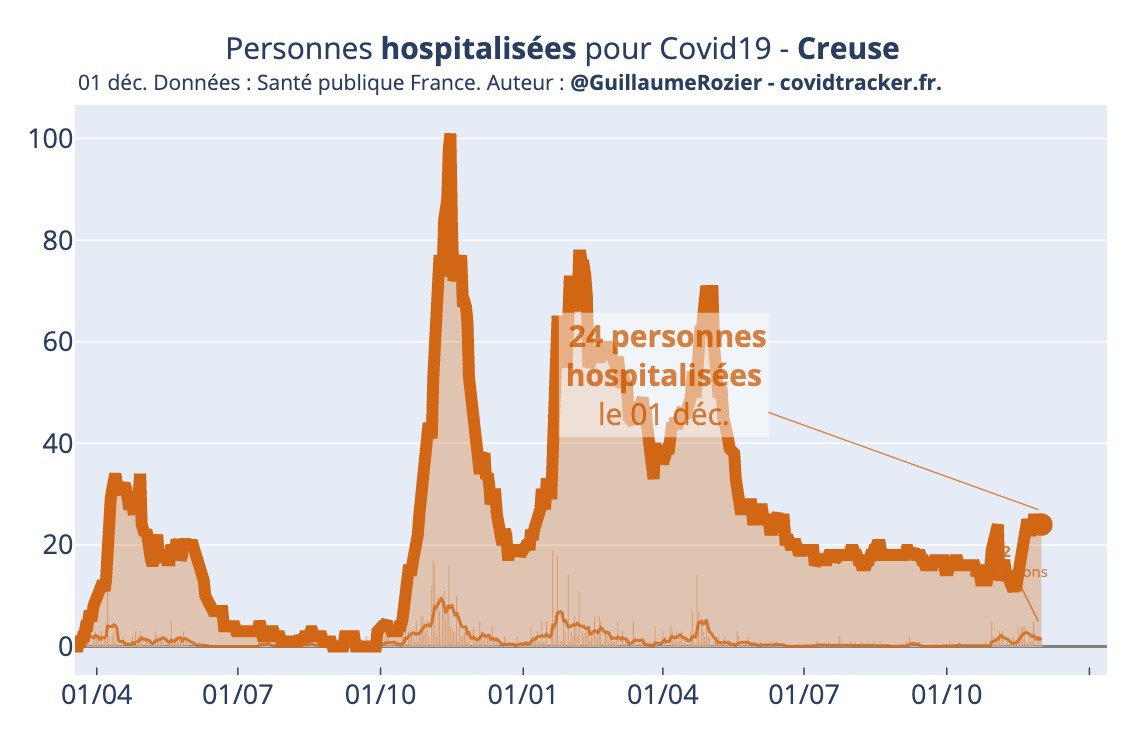 Personnes hospitalisées pour Covid19 - Creuse
01 déc. Données : Santé publique France. Auteur : @GuillaumeRozier - covidtracker.fr.
100
80
60
40
20
0
24 personnes
hospitalisées
le 01 déc.
2
01/04
01/07
01/10
01/01
01/04
01/07
01/10